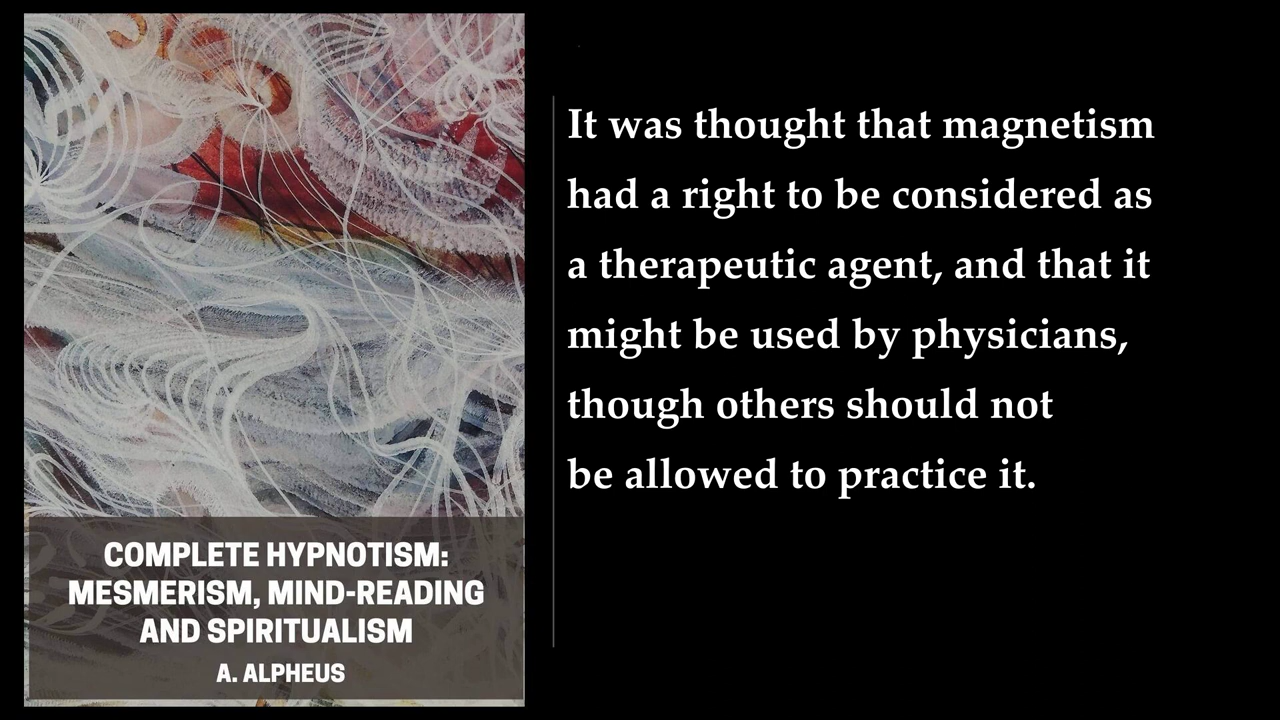 COMPLETE HYPNOTISM:
MESMERISM, MIND-READING
AND SPIRITUALISM
A. ALPHEUS
It was thought that magnetism
had a right to be considered as
a therapeutic agent, and that it
might be used by physicians,
though others should not
be allowed to practice it.